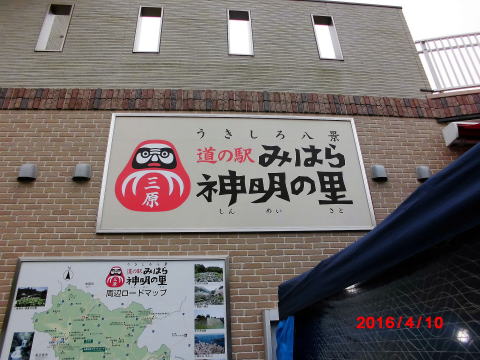 うきしろ八景
道の駅 みはら
神明の里
しん めい さと
三原
道の駅 みはら
神明の里
周辺ロードマップ
2016/4/10